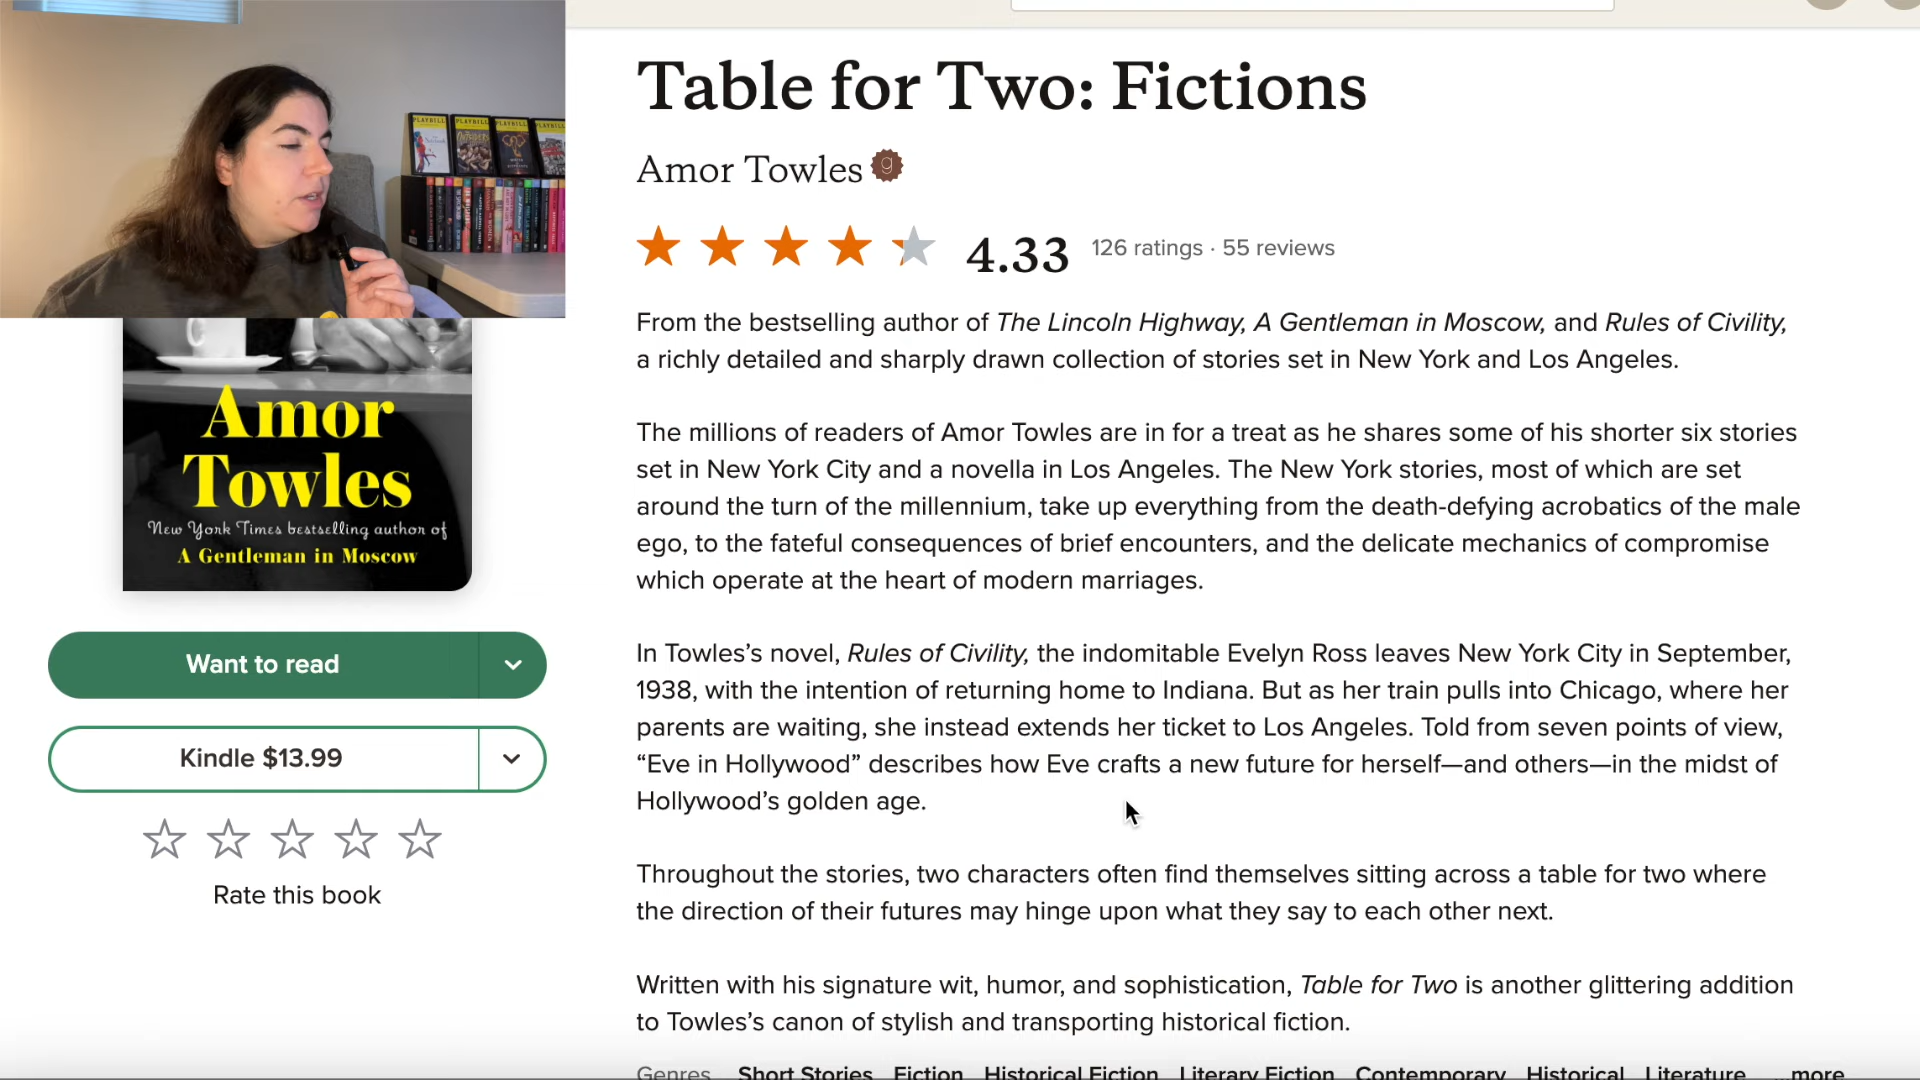 PLAYBILL PLAYBILL PLAYBILL PLAYBILL
Table for Two: Fictions
Amor Towles
4.33 126 ratings · 55 reviews
From the bestselling author of The Lincoln Highway, A Gentleman in Moscow, and Rules of Civility,
a richly detailed and sharply drawn collection of stories set in New York and Los Angeles.
The millions of readers of Amor Towles are in for a treat as he shares some of his shorter six stories
set in New York City and a novella in Los Angeles. The New York stories, most of which are set
around the turn of the millennium, take up everything from the death-defying acrobatics of the male
ego, to the fateful consequences of brief encounters, and the delicate mechanics of compromise
which operate at the heart of modern marriages.
In Towles’s novel, Rules of Civility, the indomitable Evelyn Ross leaves New York City in September,
1938, with the intention of returning home to Indiana. But as her train pulls into Chicago, where her
parents are waiting, she instead extends her ticket to Los Angeles. Told from seven points of view,
“Eve in Hollywood” describes how Eve crafts a new future for herself—and others—in the midst of
Hollywood’s golden age.
Throughout the stories, two characters often find themselves sitting across a table for two where
the direction of their futures may hinge upon what they say to each other next.
Written with his signature wit, humor, and sophistication, Table for Two is another glittering addition
to Towles’s canon of stylish and transporting historical fiction.
Genres Short Stories Fiction Historical Fiction Literary Fiction Contemporary Historical Literature ...more
Amor
Towles
New York Times bestselling author of
A Gentleman in Moscow
Want to read
Kindle $13.99
Rate this book